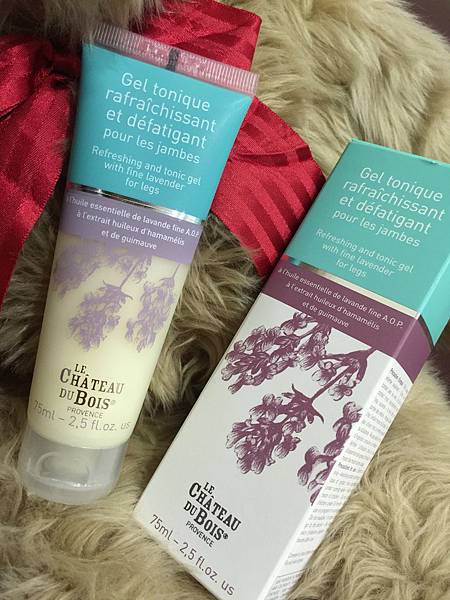 Gel tonique
rafraîchissant
et défatigant
pour les jambes
Refreshing and tonic gel
with fine lavender
for legs
à l'huile essentielle de lavande fine A.O.P.
à l'extrait huileux d'hamamélis
et de guimauve
LE
CHÂTEAU
DU BOIS®
PROVENCE
75ml – 2,5 fl.oz. us
Gel tonique
rafraîchissant
et défatigant
pour les jambes
Refreshing and tonic gel
with fine lavender
for legs
à l'huile essentielle de lavande fine A.O.P.
à l'extrait huileux d'hamamélis
et de guimauve
LE
CHÂTEAU
DU BOIS®
PROVENCE
75ml – 2,5 fl.oz. us